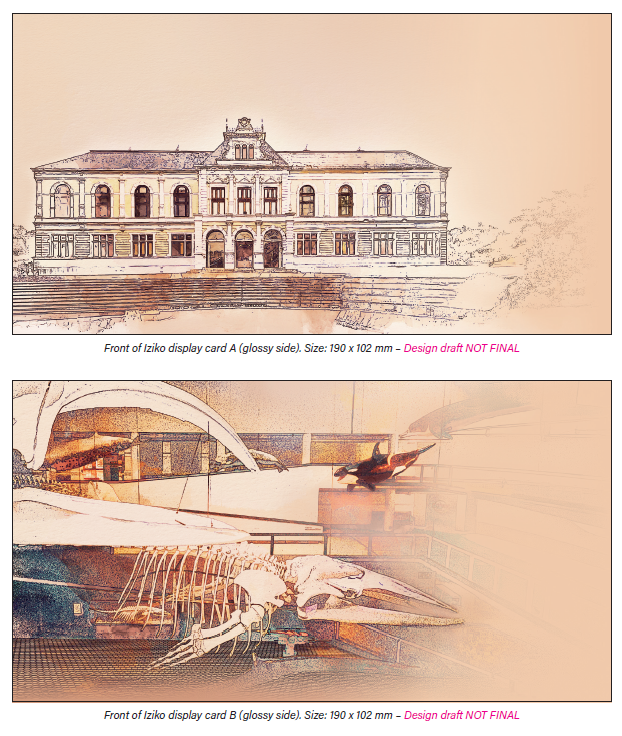 Front of Iziko display card A (glossy side). Size: 190 x 102 mm – Design draft NOT FINAL
Front of Iziko display card B (glossy side). Size: 190 x 102 mm – Design draft NOT FINAL